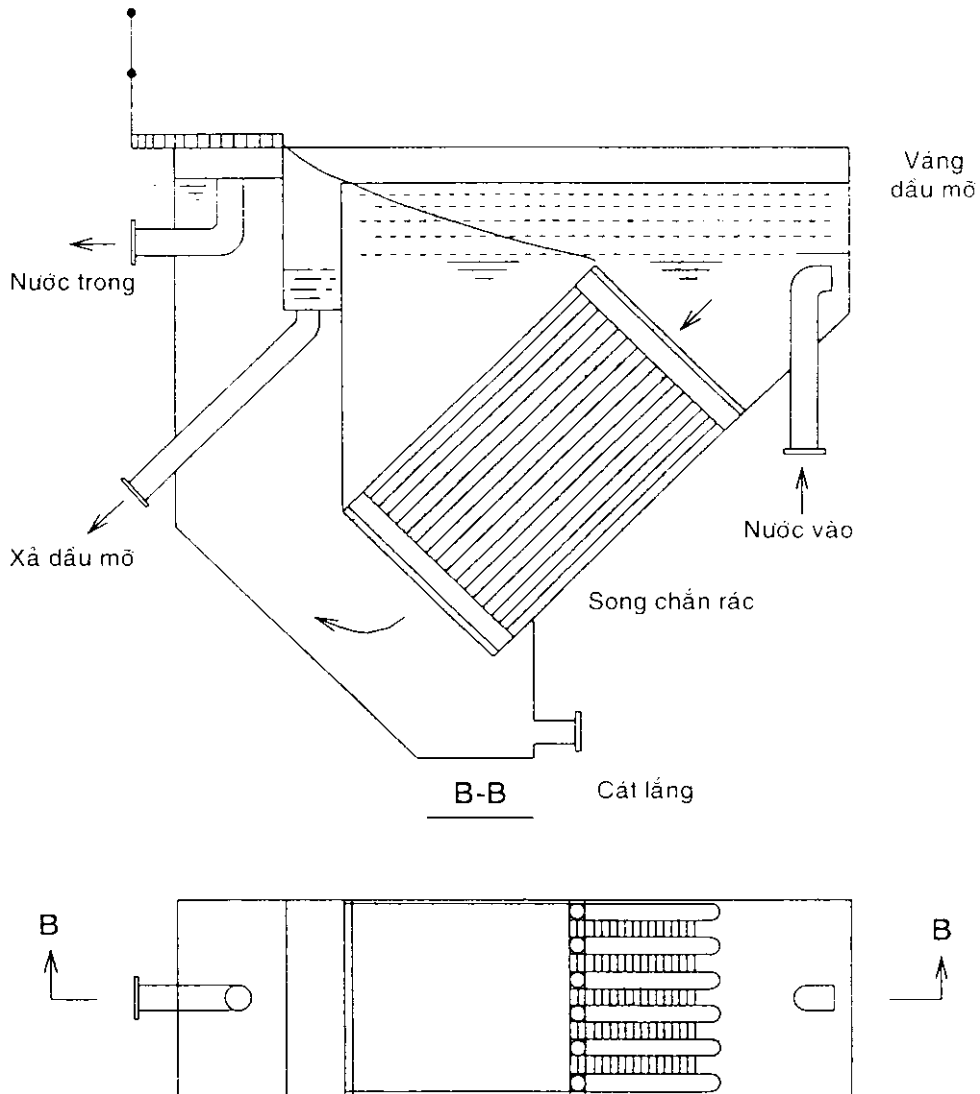 Váng
dầu mỡ
Nước trong
Nước vào
Xả dầu mỡ
Song chắn rác
B-B
Cát lắng
B
B